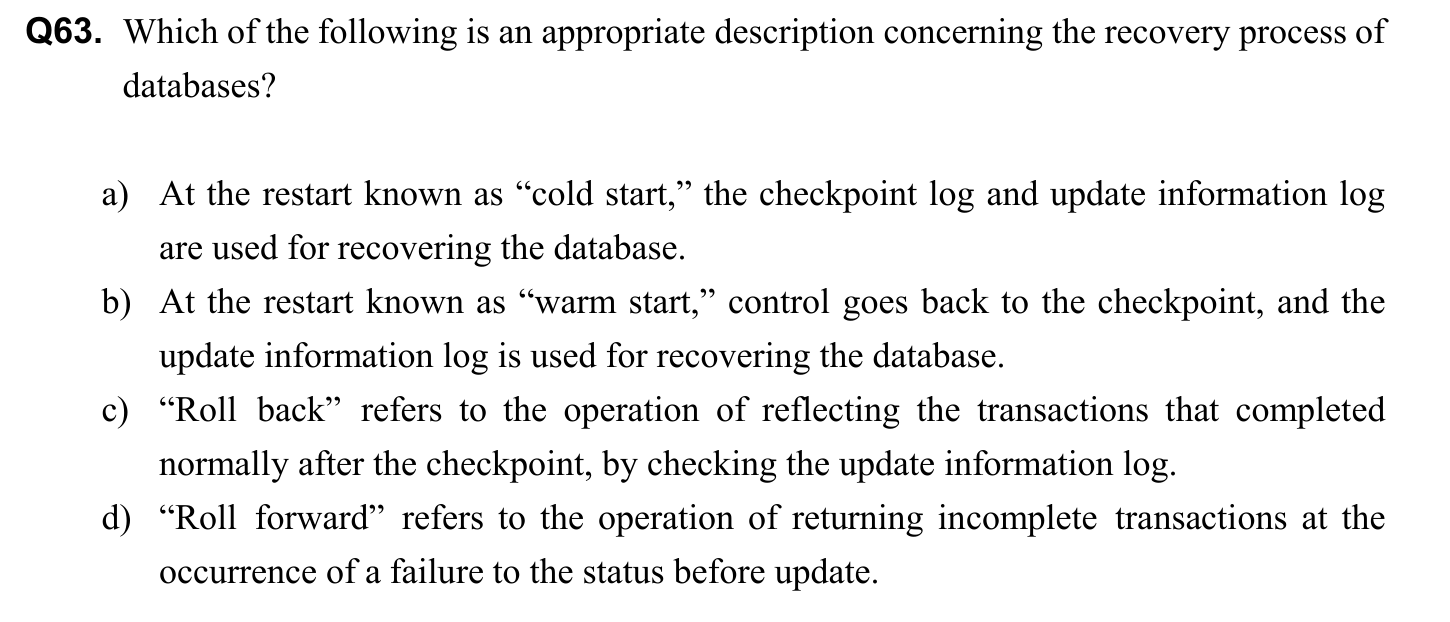 Q63. Which of the following is an appropriate description concerning the recovery process of
databases?
a) At the restart known as “cold start,” the checkpoint log and update information log
are used for recovering the database.
b) At the restart known as “warm start,” control goes back to the checkpoint, and the
update information log is used for recovering the database.
c) “Roll back” refers to the operation of reflecting the transactions that completed
normally after the checkpoint, by checking the update information log.
d) “Roll forward” refers to the operation of returning incomplete transactions at the
occurrence of a failure to the status before update.